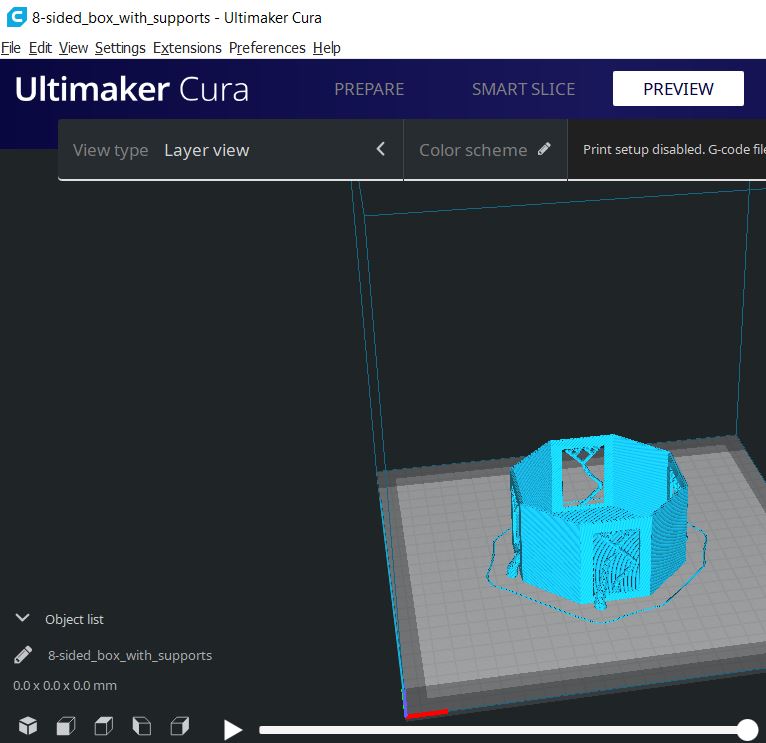 8-sided_box_with_supports - Ultimaker Cura
File Edit View Settings Extensions Preferences Help
Ultimaker Cura PREPARE SMART SLICE PREVIEW
View type Layer view Color scheme Print setup disabled. G-code file
Object list
8-sided_box_with_supports
0.0 x 0.0 x 0.0 mm